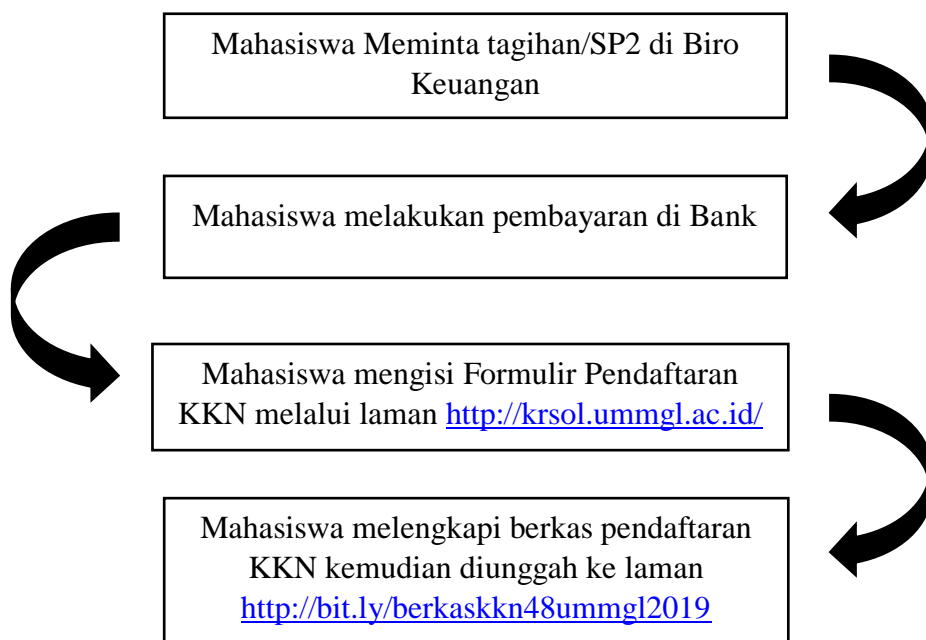 Mahasiswa Meminta tagihan/SP2 di Biro
Keuangan
Mahasiswa melakukan pembayaran di Bank
Mahasiswa mengisi Formulir Pendaftaran
KKN melalui laman http://krsol.ummgl.ac.id/
Mahasiswa melengkapi berkas pendaftaran
KKN kemudian diunggah ke laman
http://bit.ly/berkaskkn48ummgl2019